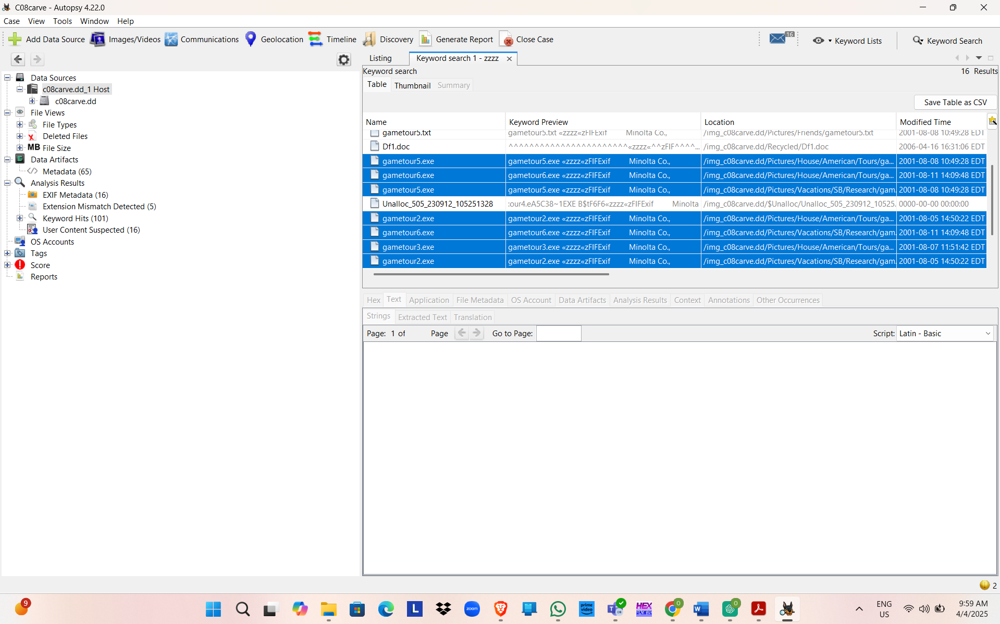 C08carve - Autopsy 4.22.0
Case View Tools Window Help
Add Data Source Images/Videos Communications Geolocation Timeline Discovery Generate Report Close Case 16 Keyword Lists Keyword Search
Listing Keyword search 1 - zzzz
Keyword search 16 Results
Table Thumbnail Summary
Save Table as CSV
Data Sources
c08carve.dd_1 Host
c08carve.dd
File Views
File Types
Deleted Files
MB File Size
Data Artifacts
Metadata (65)
Analysis Results
EXIF Metadata (16)
Extension Mismatch Detected (5)
Keyword Hits (101)
User Content Suspected (16)
OS Accounts
Tags
Score
Reports
Name Keyword Preview Location Modified Time
gametour5.txt gametour5.txt «zzzz«zFIFExif Minolta Co., /img_c08carve.dd/Pictures/Friends/gametour5.txt 2001-08-08 10:49:28 EDT
Df1.doc ^^^^^^^^^^^^^^^^^^^^^^^«zzzz«^^zFIF^^^^... /img_c08carve.dd/Recycled/Df1.doc 2006-04-16 16:31:06 EDT
gametour5.exe gametour5.exe «zzzz«zFIFExif Minolta Co., /img_c08carve.dd/Pictures/House/American/Tours/ga... 2001-08-08 10:49:28 EDT
gametour6.exe gametour6.exe «zzzz«zFIFExif Minolta Co., /img_c08carve.dd/Pictures/House/American/Tours/ga... 2001-08-11 14:09:48 EDT
gametour5.exe gametour5.exe «zzzz«zFIFExif Minolta Co., /img_c08carve.dd/Pictures/Vacations/SB/Research/gam. 2001-08-08 10:49:28 EDT
Unalloc_505_230912_105251328 :our4.eA5C38~1EXE B$tF6F6«zzzz«zFIFExif Minolta /img_c08carve.dd/$Unalloc/Unalloc_505_230912_10525. 0000-00-00 00:00:00
gametour2.exe gametour2.exe «zzzz«zFIFExif Minolta Co., /img_c08carve.dd/Pictures/House/American/Tours/ga... 2001-08-05 14:50:22 EDT
gametour6.exe gametour6.exe «zzzz«zFIFExif Minolta Co., /img_c08carve.dd/Pictures/Vacations/SB/Research/gam. 2001-08-11 14:09:48 EDT
gametour3.exe gametour3.exe «zzzz«zFIFExif Minolta Co., /img_c08carve.dd/Pictures/House/American/Tours/ga... 2001-08-07 11:51:42 EDT
gametour2.exe gametour2.exe «zzzz«zFIFExif Minolta Co., /img_c08carve.dd/Pictures/Vacations/SB/Research/gam. 2001-08-05 14:50:22 EDT
Hex Text Application File Metadata OS Account Data Artifacts Analysis Results Context Annotations Other Occurrences
Strings Extracted Text Translation
Page: 1 of Page Go to Page: Script: Latin - Basic
2
9
L
zoom
prime video
HEX
0
0
ENG
US
9:59 AM
4/4/2025